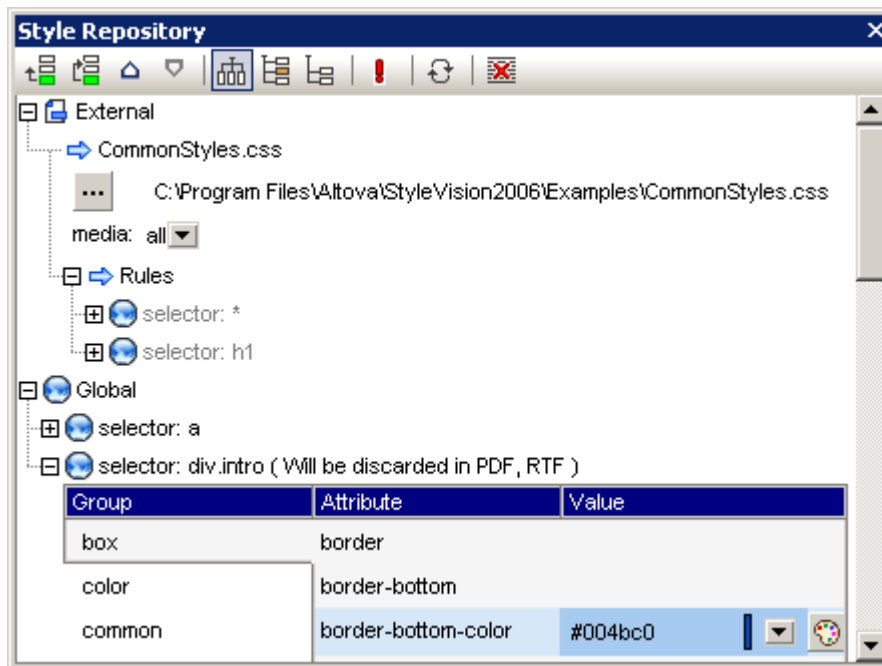 Style Repository
External
CommonStyles.css
... C:\Program Files\Altova\StyleVision2006\Examples\CommonStyles.css
media: all
Rules
selector: *
selector: h1
Global
selector: a
selector: div.intro ( Will be discarded in PDF, RTF )
Group Attribute Value
box border
color border-bottom
common border-bottom-color #004bc0